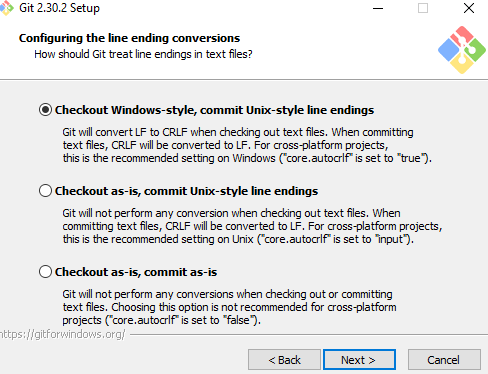 Git 2.30.2 Setup
Configuring the line ending conversions
How should Git treat line endings in text files?
Checkout Windows-style, commit Unix-style line endings
Git will convert LF to CRLF when checking out text files. When committing
text files, CRLF will be converted to LF. For cross-platform projects,
this is the recommended setting on Windows ("core.autocrlf" is set to "true").
Checkout as-is, commit Unix-style line endings
Git will not perform any conversion when checking out text files. When
committing text files, CRLF will be converted to LF. For cross-platform projects,
this is the recommended setting on Unix ("core.autocrlf" is set to "input").
Checkout as-is, commit as-is
Git will not perform any conversions when checking out or committing
text files. Choosing this option is not recommended for cross-platform
projects ("core.autocrlf" is set to "false").
https://gitforwindows.org/
< Back
Next >
Cancel